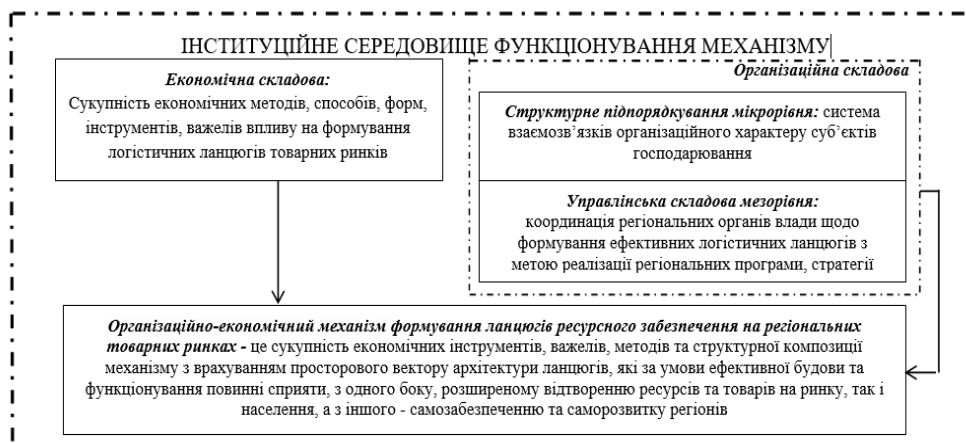 ІНСТИТУЦІЙНЕ СЕРЕДОВИЩЕ ФУНКЦІОНУВАННЯ МЕХАНІЗМУ
Економічна складова:
Сукупність економічних методів, способів, форм,
інструментів, важелів впливу на формування
логістичних ланцюгів товарних ринків
Організаційна складова
Структурне підпорядкування мікрорівня: система
взаємозв’язків організаційного характеру суб’єктів
господарювання
Управлінська складова мезорівня:
координація регіональних органів влади щодо
формування ефективних логістичних ланцюгів з
метою реалізації регіональних програми, стратегії
Організаційно-економічний механізм формування ланцюгів ресурсного забезпечення на регіональних
товарних ринках - це сукупність економічних інструментів, важелів, методів та структурної композиції
механізму з врахуванням просторового вектору архітектури ланцюгів, які за умови ефективної будови та
функціонування повинні сприяти, з одного боку, розширеному відтворенню ресурсів та товарів на ринку, так і
населення, а з іншого - самозабезпеченню та саморозвитку регіонів